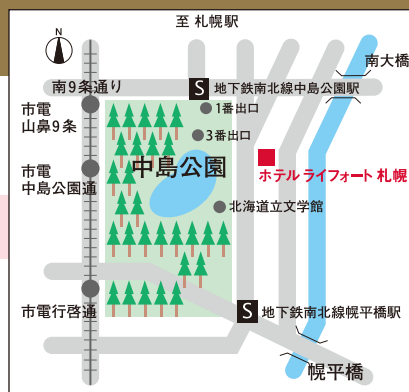 至 札幌駅
N
南大橋
南9条通り
S 地下鉄南北線中島公園駅
市電
山鼻9条
1番出口
3番出口
中島公園
市電
中島公園通
ホテル ライフォート 札幌
北海道立文学館
市電行啓通
S 地下鉄南北線幌平橋駅
幌平橋